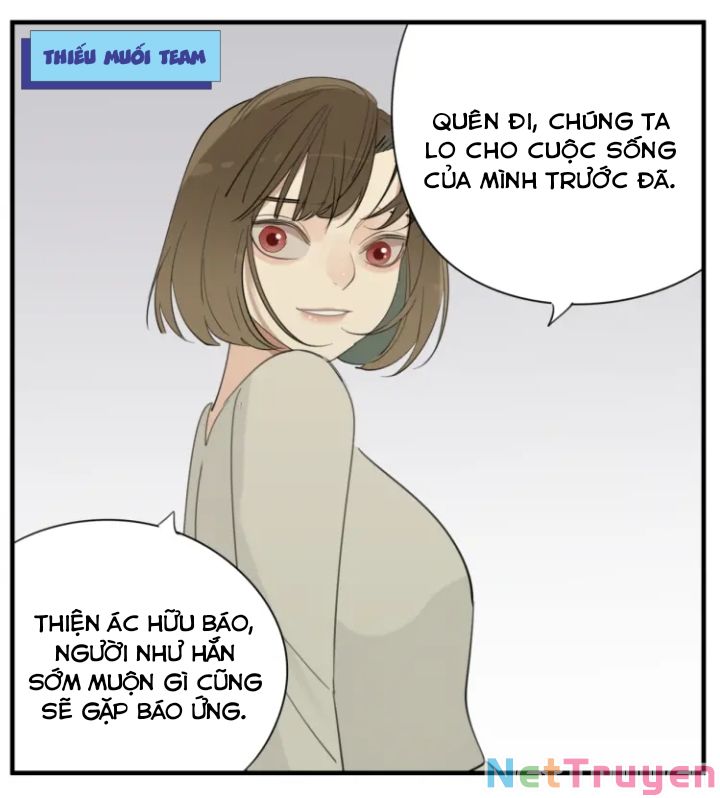 THIẾU MUỐI TEAM
QUÊN ĐI, CHÚNG TA
LO CHO CUỘC SỐNG
CỦA MÌNH TRƯỚC ĐÃ.
THIỆN ÁC HỮU BÁO,
NGƯỜI NHƯ HẮN
SỚM MUỘN GÌ CŨNG
SẼ GẶP BÁO ỨNG.
NetTruyen